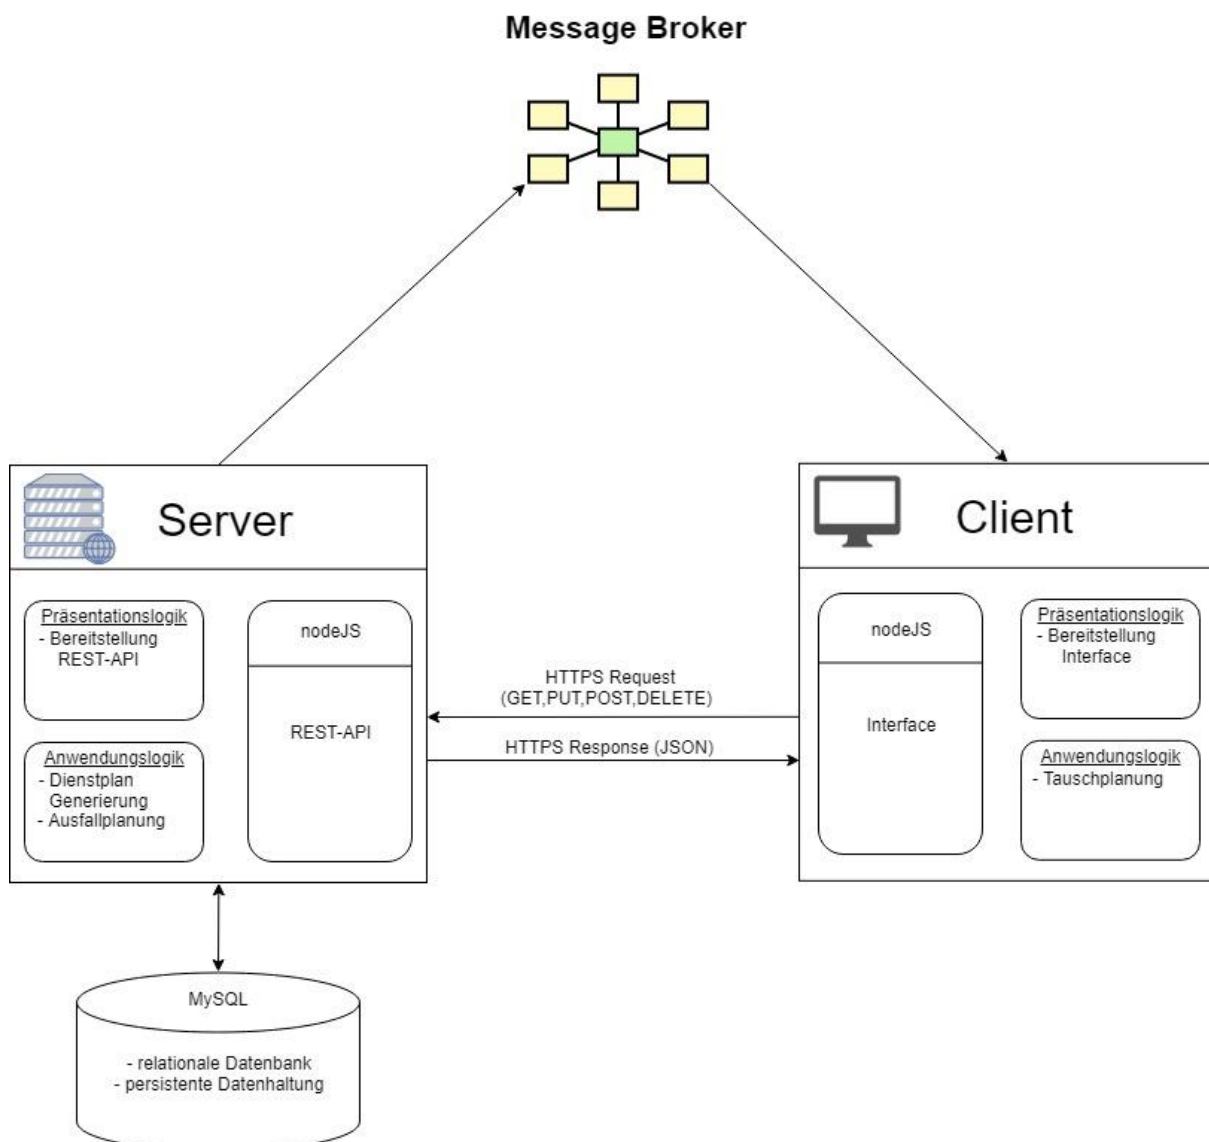 Message Broker
Server
Client
Präsentationslogik
- Bereitstellung
REST-API
Anwendungslogik
- Dienstplan
Generierung
- Ausfallplanung
nodeJS
REST-API
HTTPS Request
(GET,PUT,POST,DELETE)
HTTPS Response (JSON)
nodeJS
Interface
Präsentationslogik
- Bereitstellung
Interface
Anwendungslogik
- Tauschplanung
MySQL
- relationale Datenbank
- persistente Datenhaltung